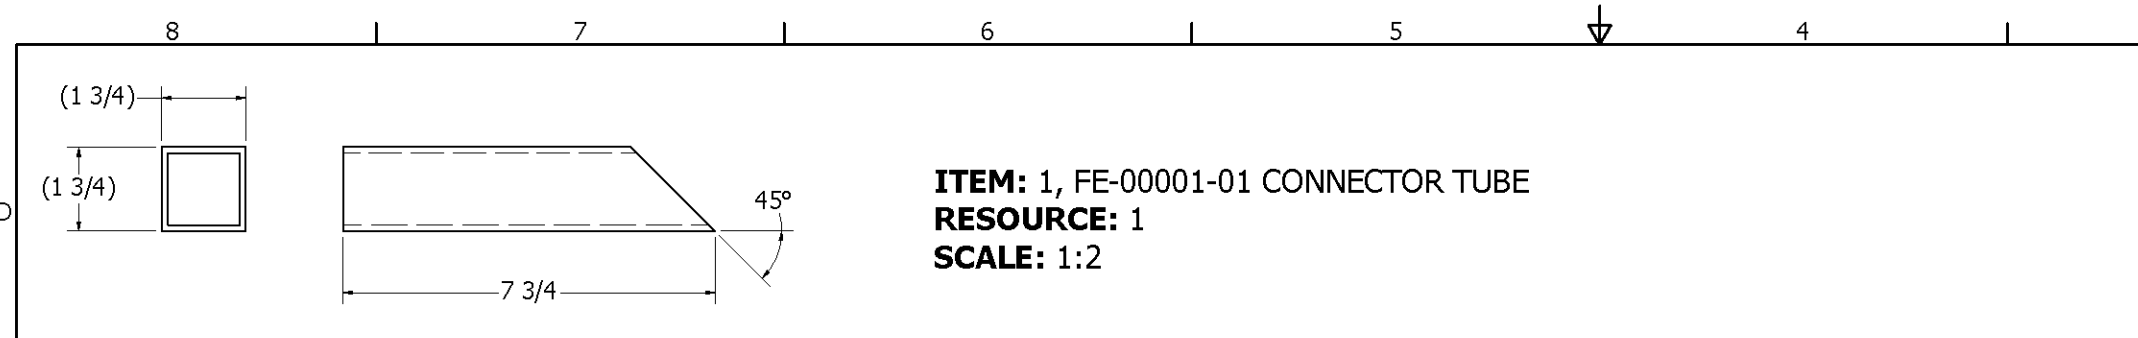 8 7 6 5 4
(1 3/4)
(1 3/4)
45°
7 3/4
ITEM: 1, FE-00001-01 CONNECTOR TUBE
RESOURCE: 1
SCALE: 1:2